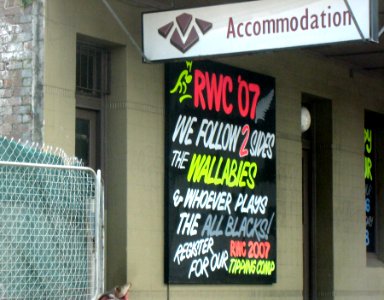 Accommodation
RWC '07
WE FOLLOW 2 SIDES
THE WALLABIES
& WHOEVER PLAYS
THE ALL BLACKS!
REGISTER RWC 2007
FOR OUR TIPPING COMP